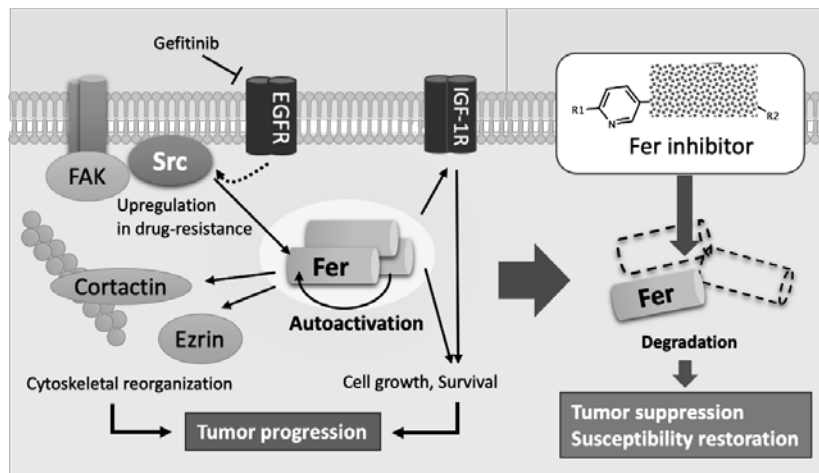 Gefitinib
EGFR
IGF-1R
FAK
Src
Upregulation
in drug-resistance
Fer
Cortactin
Autoactivation
Ezrin
Cytoskeletal reorganization
Cell growth, Survival
Tumor progression
R1
N
R2
Fer inhibitor
Fer
Degradation
Tumor suppression
Susceptibility restoration